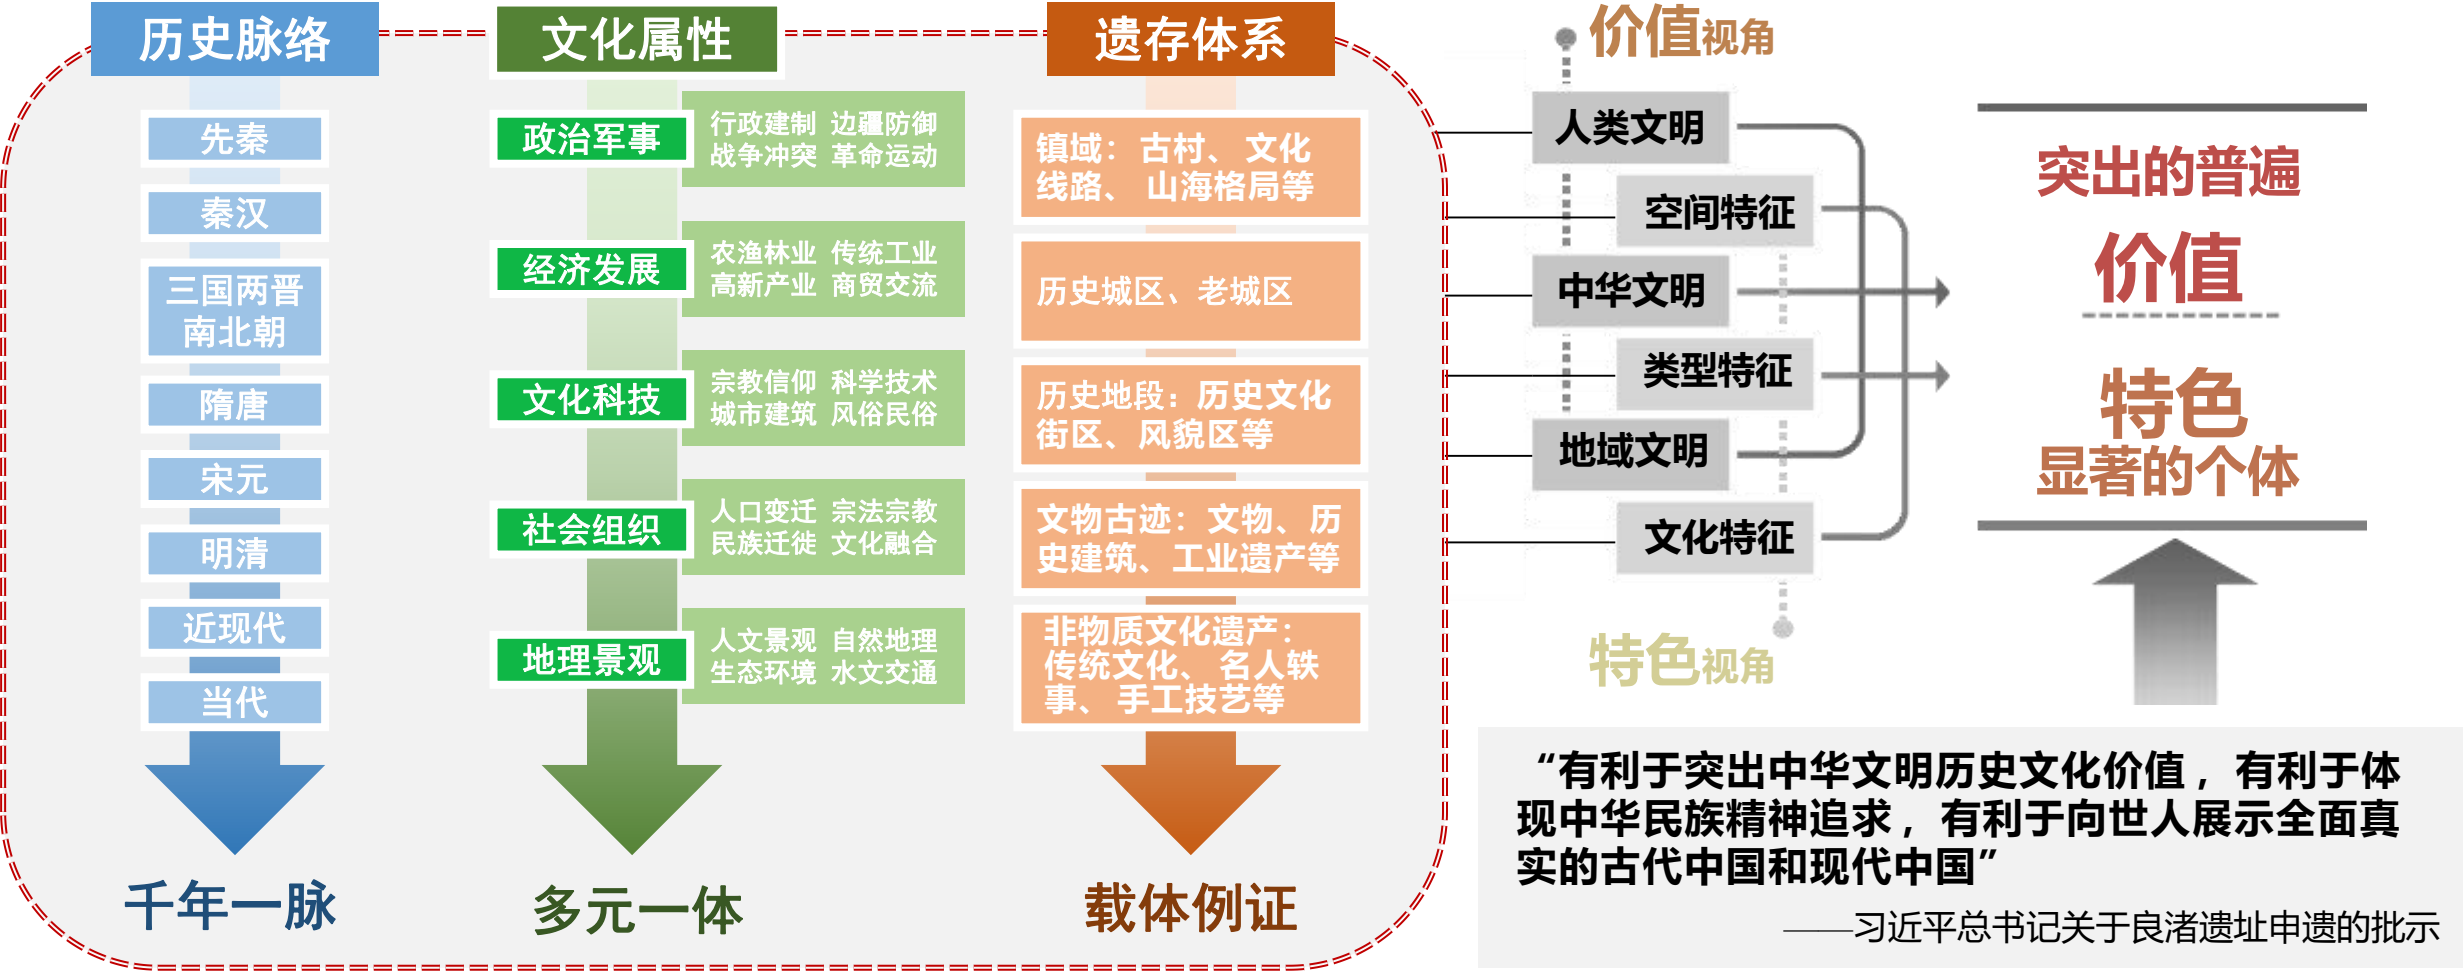 历史脉络
先秦
秦汉
三国两晋
南北朝
隋唐
宋元
明清
近现代
当代
千年一脉
文化属性
政治军事
行政建制 边疆防御
战争冲突 革命运动
经济发展
农渔林业 传统工业
高新产业 商贸交流
文化科技
宗教信仰 科学技术
城市建筑 风俗民俗
社会组织
人口变迁 宗法宗教
民族迁徙 文化融合
地理景观
人文景观 自然地理
生态环境 水文交通
多元一体
遗存体系
镇域：古村、文化
线路、山海格局等
历史城区、老城区
历史地段：历史文化
街区、风貌区等
文物古迹：文物、历
史建筑、工业遗产等
非物质文化遗产：
传统文化、名人轶
事、手工技艺等
载体例证
价值视角
人类文明
空间特征
中华文明
类型特征
地域文明
文化特征
特色视角
突出的普遍
价值
特色
显著的个体
“有利于突出中华文明历史文化价值，有利于体
现中华民族精神追求，有利于向世人展示全面真
实的古代中国和现代中国”
——习近平总书记关于良渚遗址申遗的批示